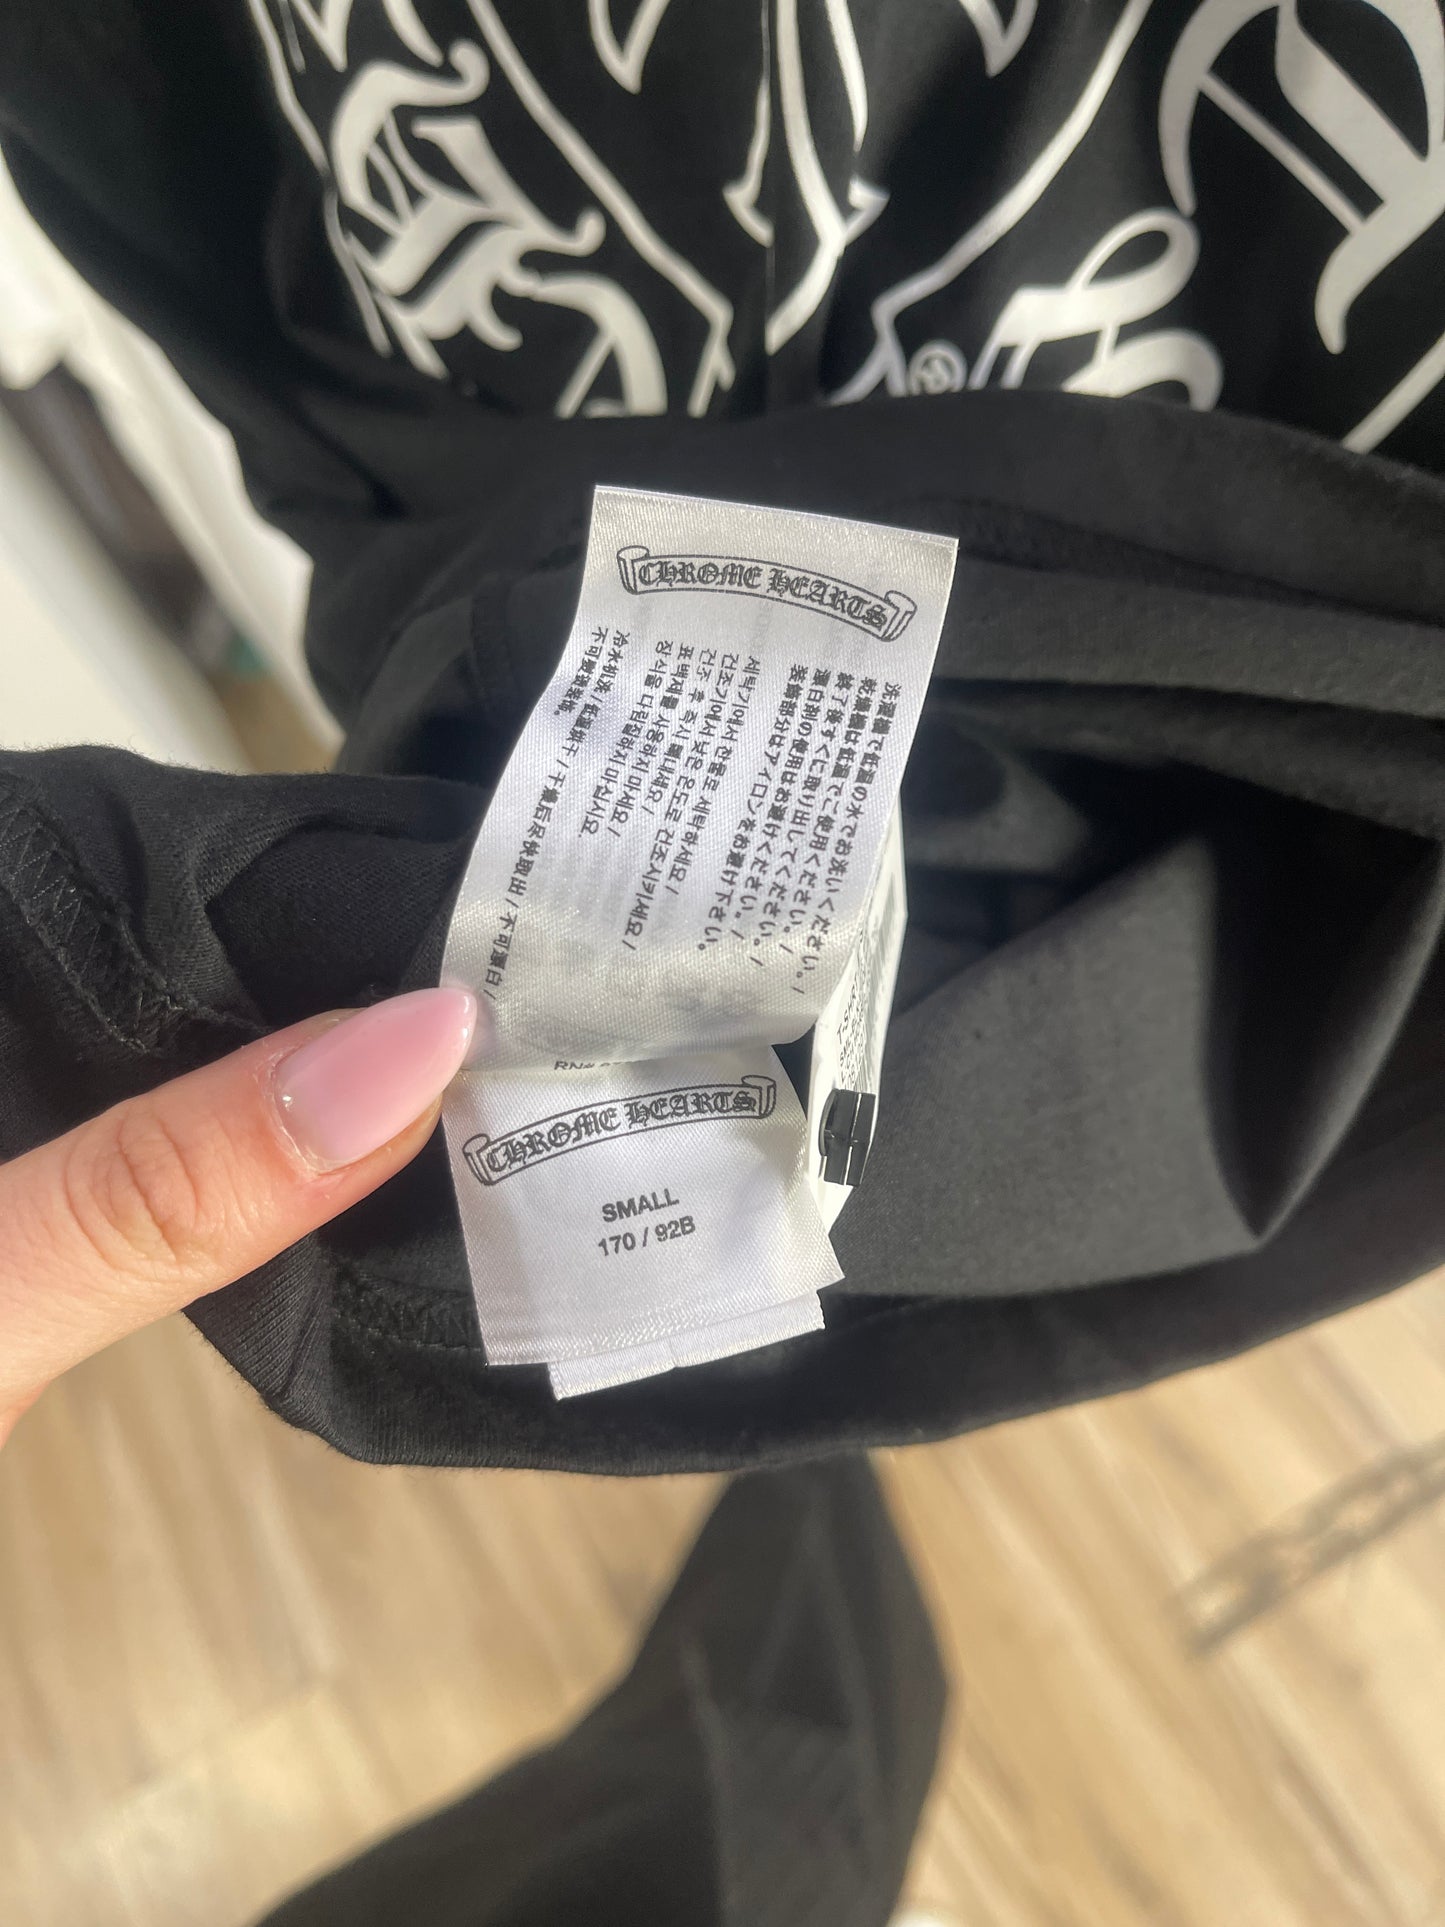 CHROME HEARTS
洗濯機で低温の水でお洗いください。/
乾燥機は低温でご使用ください。/
終了後すぐに取り出してください。/
漂白剤の使用はお避けください。/
装飾部分はアイロンをお避け下さい。
세탁기에서 찬물로 세탁하세요 /
건조기에서 낮은 온도로 건조시키세요 /
건조 후 즉시 꺼내세요 /
표백제를 사용하지 마세요 /
장식을 다림질하지 마십시요.
冷水机洗 / 低温烘干 / 干燥后尽快取出 / 不可漂白 /
不可熨烫装饰。
RN#
CHROME HEARTS
SMALL
170 / 92B
T-SHIRT